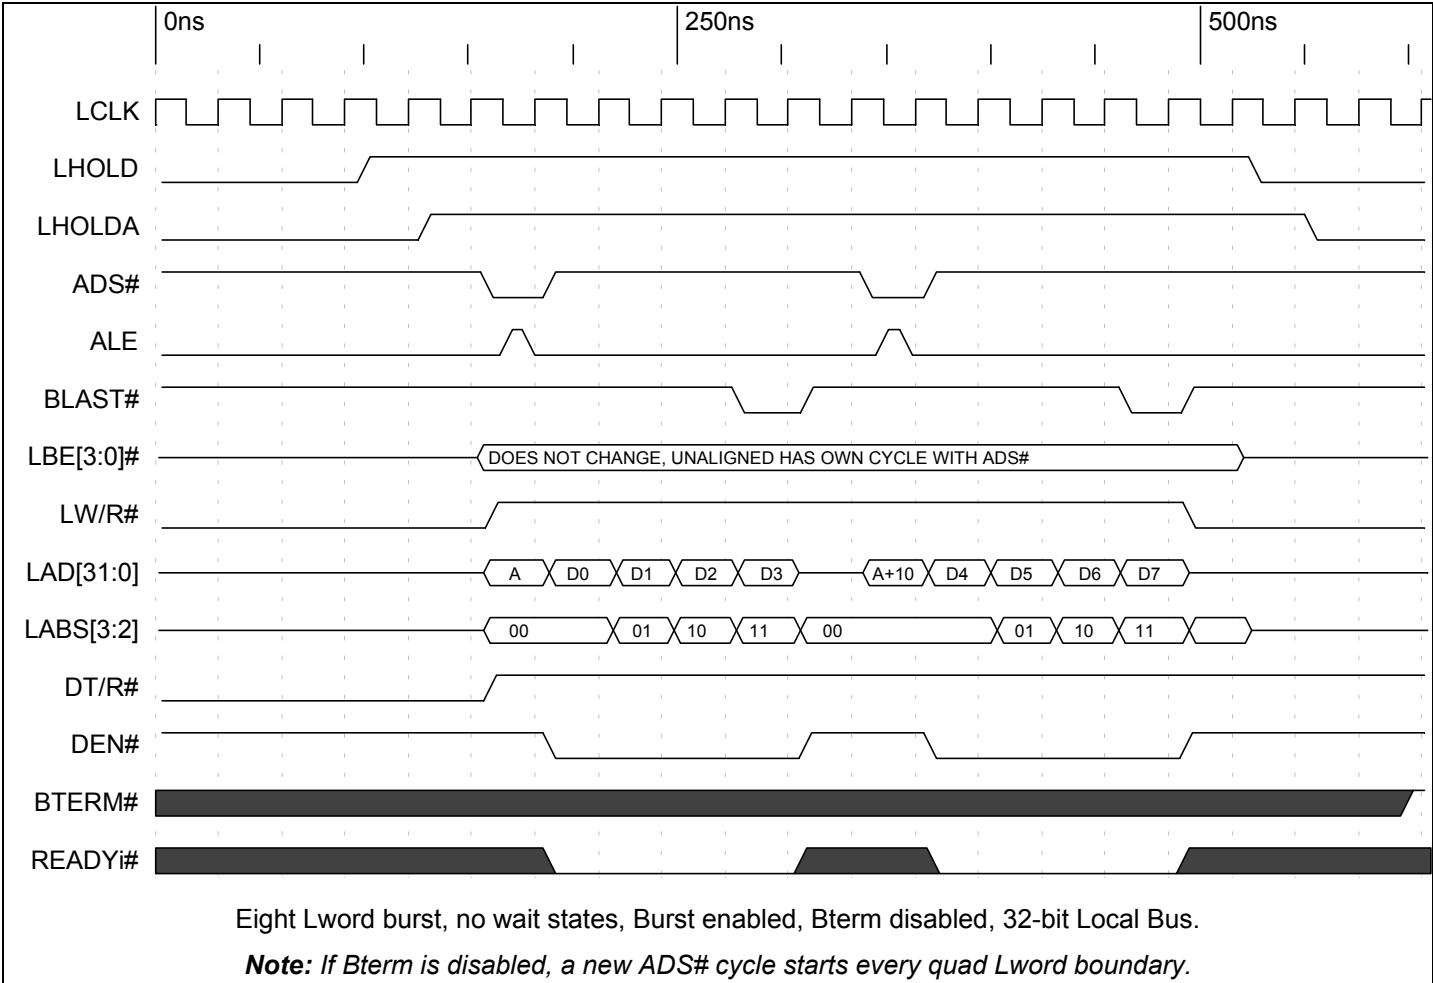 0ns 250ns 500ns
LCLK
LHOLD
LHOLDA
ADS#
ALE
BLAST#
LBE[3:0]# DOES NOT CHANGE, UNALIGNED HAS OWN CYCLE WITH ADS#
LW/R#
LAD[31:0] A D0 D1 D2 D3 A+10 D4 D5 D6 D7
LABS[3:2] 00 01 10 11 00 01 10 11
DT/R#
DEN#
BTERM#
READYi#
Eight Lword burst, no wait states, Burst enabled, Bterm disabled, 32-bit Local Bus.
Note: If Bterm is disabled, a new ADS# cycle starts every quad Lword boundary.